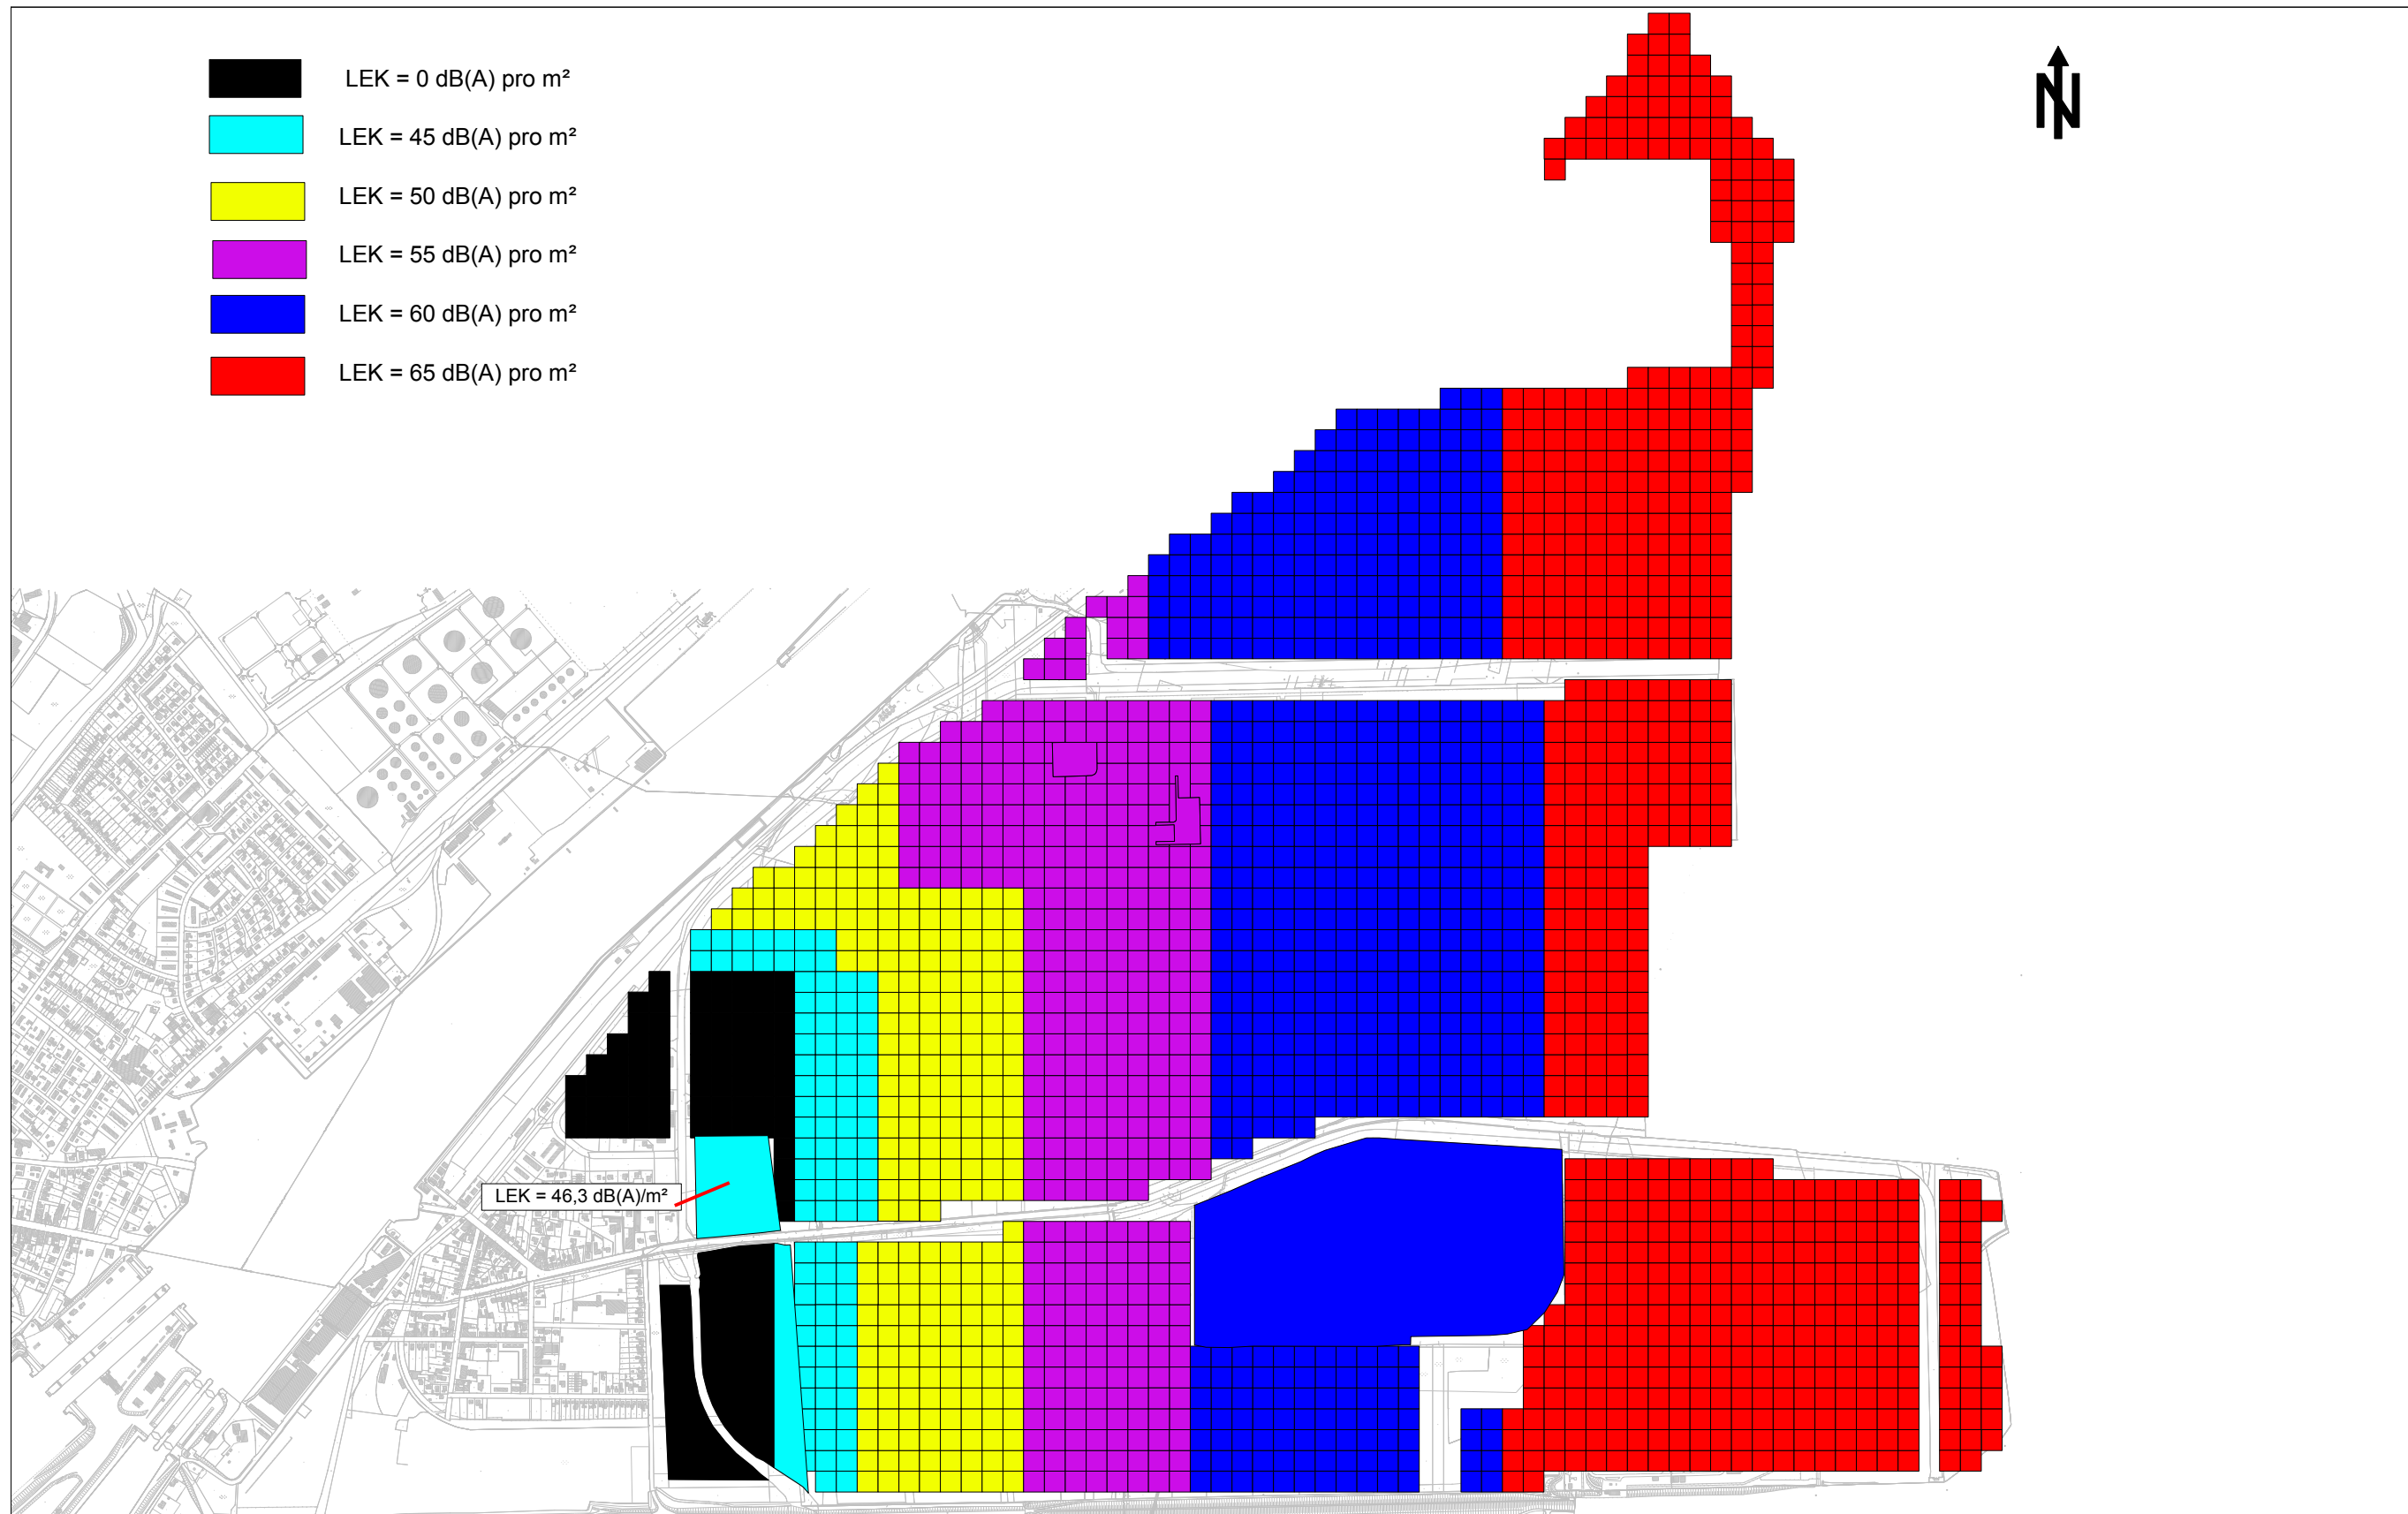 LEK = 0 dB(A) pro m²
LEK = 45 dB(A) pro m²
LEK = 50 dB(A) pro m²
LEK = 55 dB(A) pro m²
LEK = 60 dB(A) pro m²
LEK = 65 dB(A) pro m²
N
LEK = 46,3 dB(A)/m²